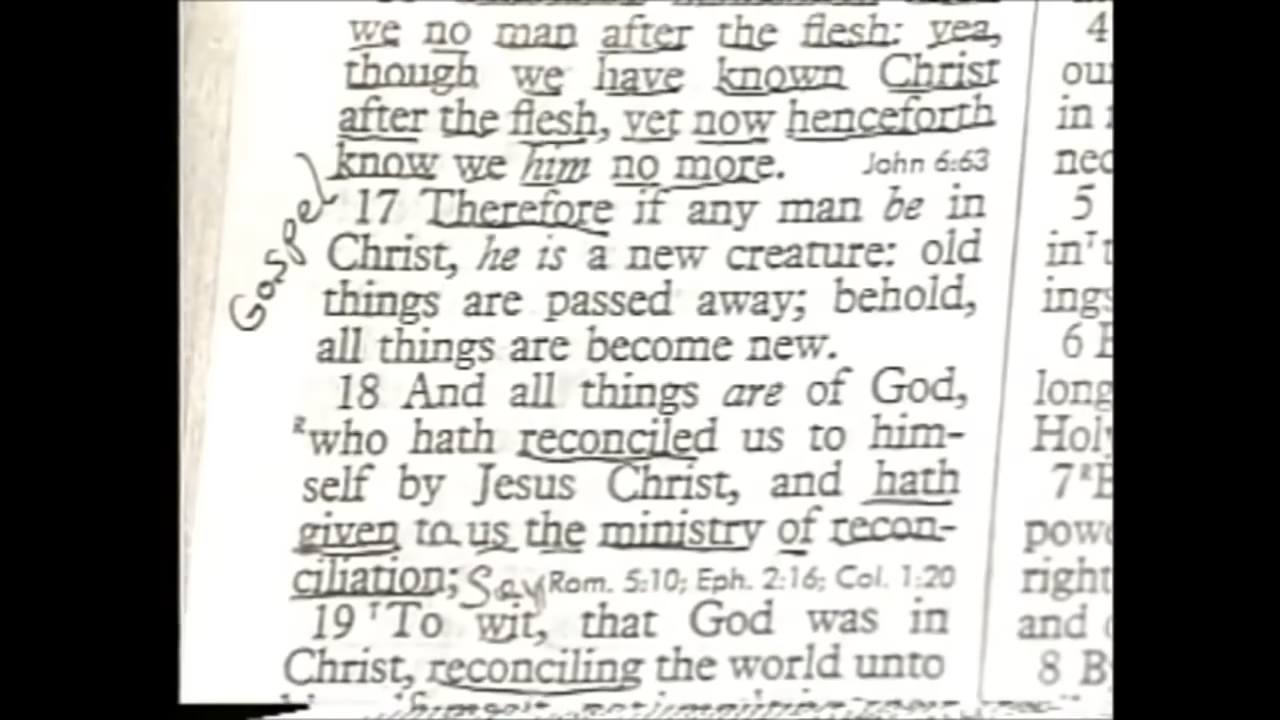 we no man after the flesh: yea,
though we have known Christ
after the flesh, yet now henceforth
know we him no more. John 6:63
Gospel
17 Therefore if any man be in
Christ, he is a new creature: old
things are passed away; behold,
all things are become new.
18 And all things are of God,
who hath reconciled us to him-
self by Jesus Christ, and hath
given to us the ministry of recon-
ciliation; Say Rom. 5:10; Eph. 2:16; Col. 1:20
19 To wit, that God was in
Christ, reconciling the world unto
4
in
5
6
long
7
right
and
8 B